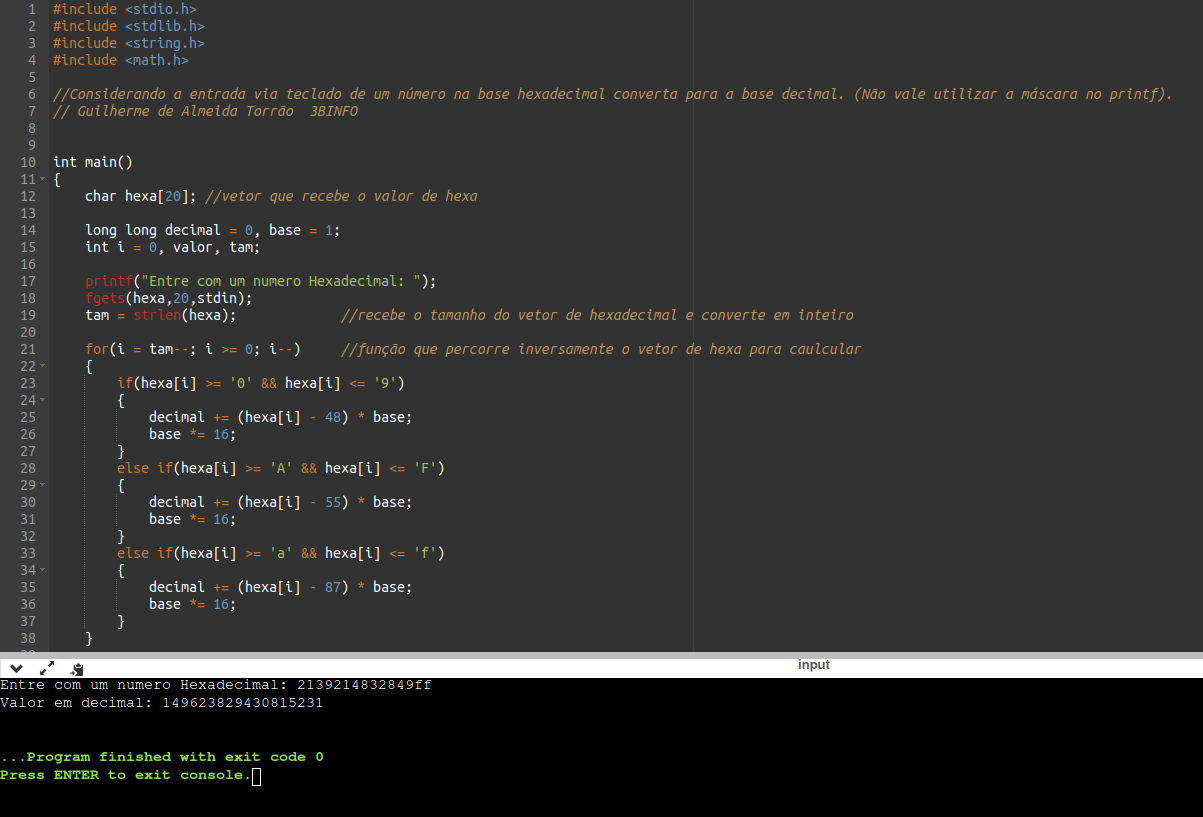 1 #include <stdio.h>
2 #include <stdlib.h>
3 #include <string.h>
4 #include <math.h>
5
6 //Considerando a entrada via teclado de um número na base hexadecimal converta para a base decimal. (Não vale utilizar a máscara no printf).
7 // Guilherme de Almeida Torrão  3BINFO
8
9
10 int main()
11 {
12     char hexa[20]; //vetor que recebe o valor de hexa
13
14     long long decimal = 0, base = 1;
15     int i = 0, valor, tam;
16
17     printf("Entre com um numero Hexadecimal: ");
18     fgets(hexa,20,stdin);
19     tam = strlen(hexa);             //recebe o tamanho do vetor de hexadecimal e converte em inteiro
20
21     for(i = tam--; i >= 0; i--)     //função que percorre inversamente o vetor de hexa para caulcular
22     {
23         if(hexa[i] >= '0' && hexa[i] <= '9')
24         {
25             decimal += (hexa[i] - 48) * base;
26             base *= 16;
27         }
28         else if(hexa[i] >= 'A' && hexa[i] <= 'F')
29         {
30             decimal += (hexa[i] - 55) * base;
31             base *= 16;
32         }
33         else if(hexa[i] >= 'a' && hexa[i] <= 'f')
34         {
35             decimal += (hexa[i] - 87) * base;
36             base *= 16;
37         }
38     }
input
Entre com um numero Hexadecimal: 2139214832849ff
Valor em decimal: 149623829430815231
...Program finished with exit code 0
Press ENTER to exit console.